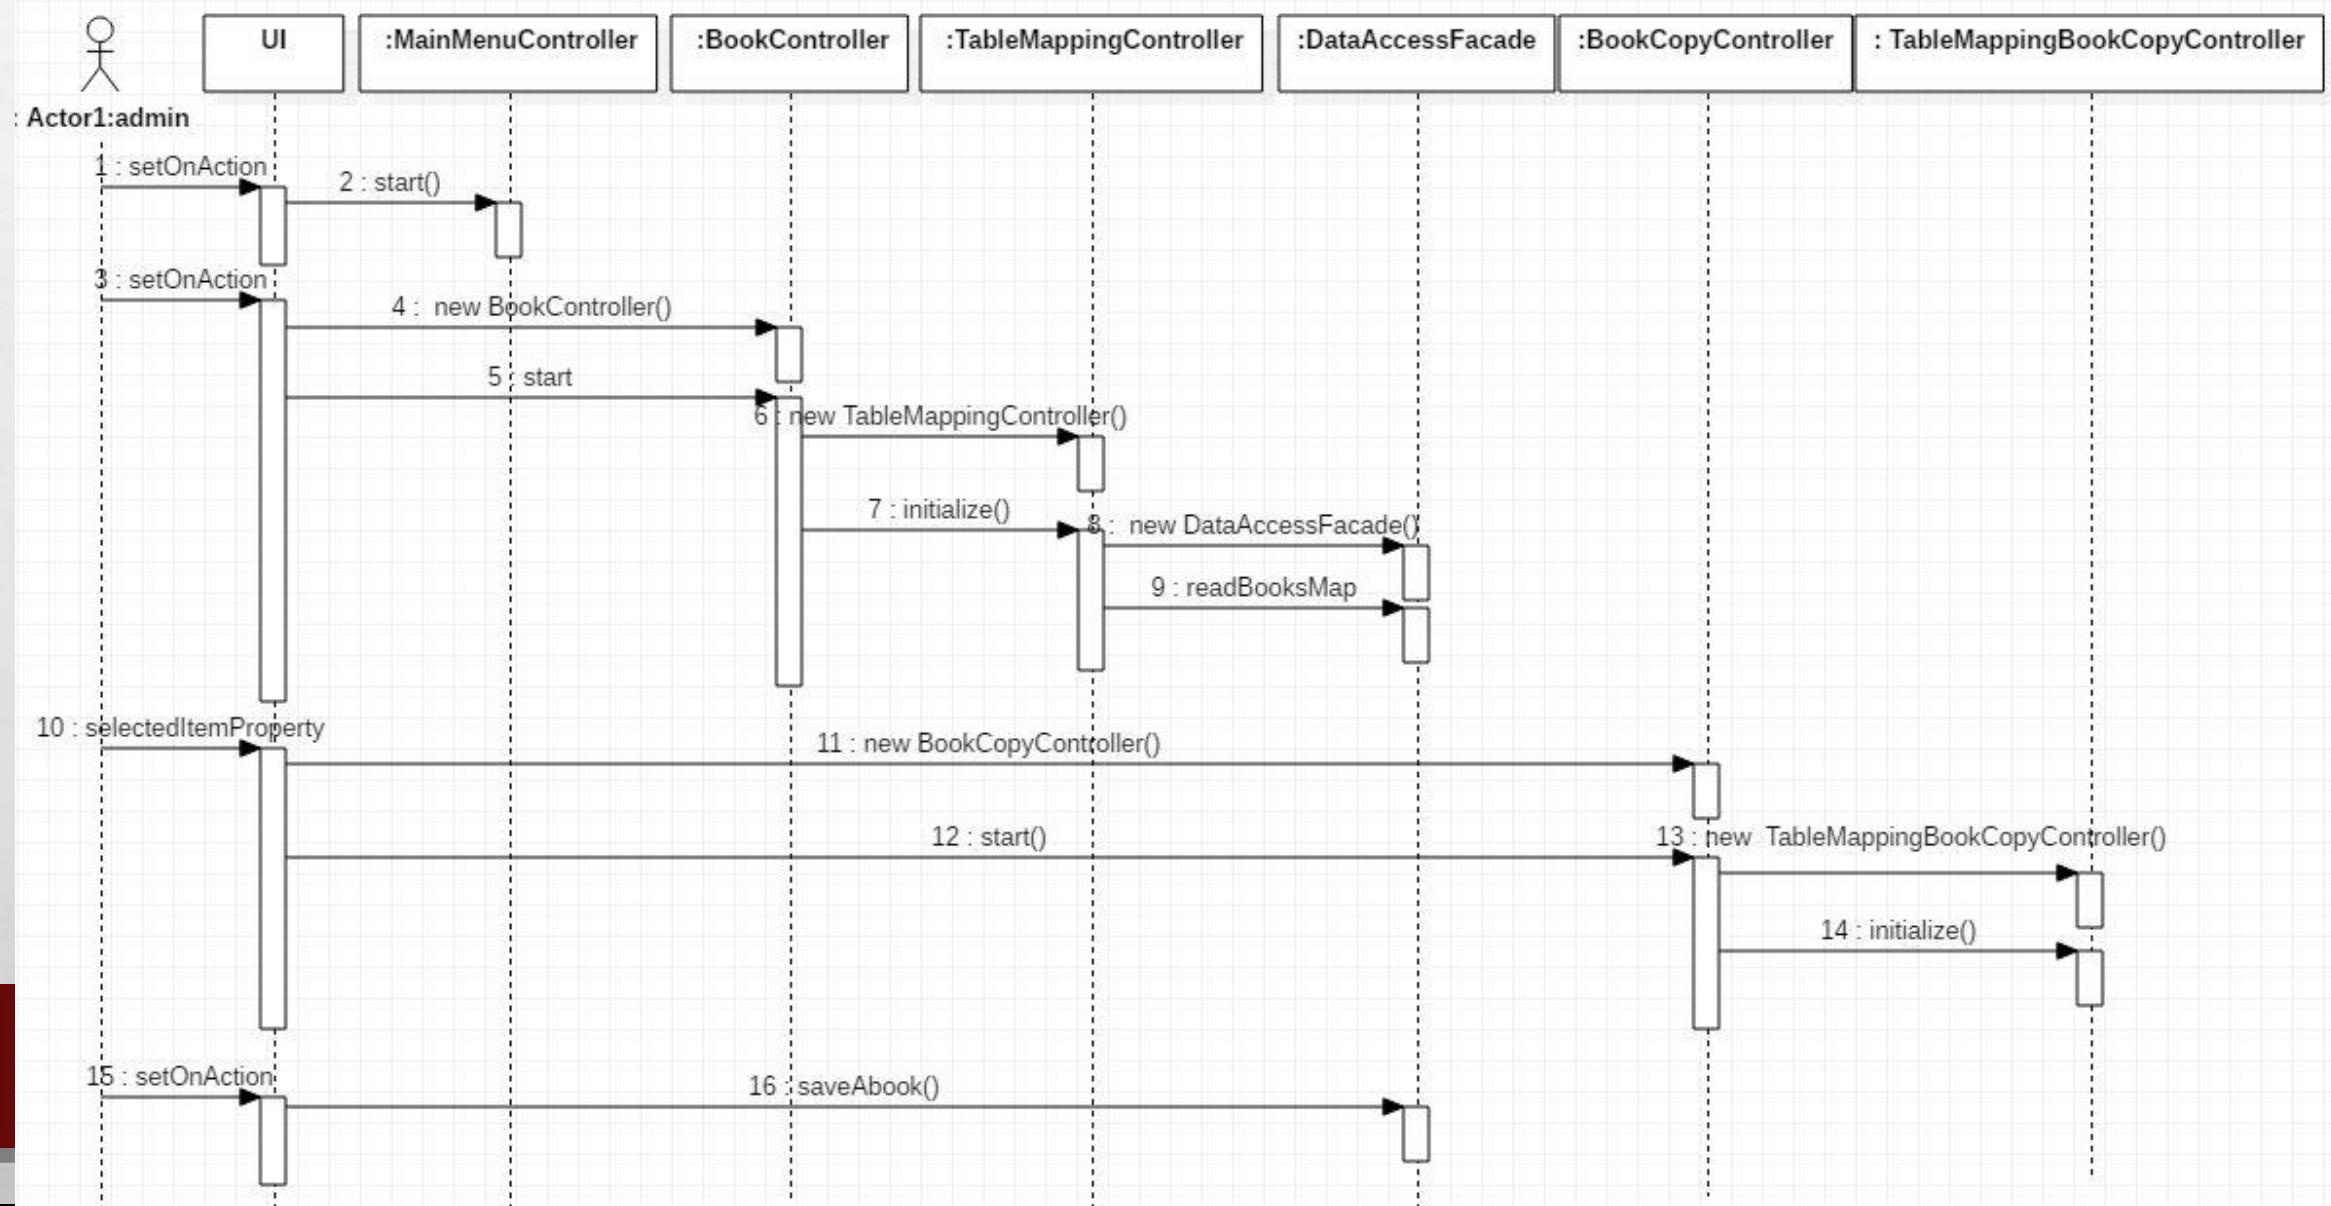 UI
:MainMenuController
:BookController
:TableMappingController
:DataAccessFacade
:BookCopyController
: TableMappingBookCopyController
: Actor1:admin
1 : setOnAction
2 : start()
3 : setOnAction
4 :  new BookController()
5 : start
6 : new TableMappingController()
7 : initialize()
8 :  new DataAccessFacade()
9 : readBooksMap
10 : selectedItemProperty
11 : new BookCopyController()
12 : start()
13 : new  TableMappingBookCopyController()
14 : initialize()
15 : setOnAction
16 : saveAbook()